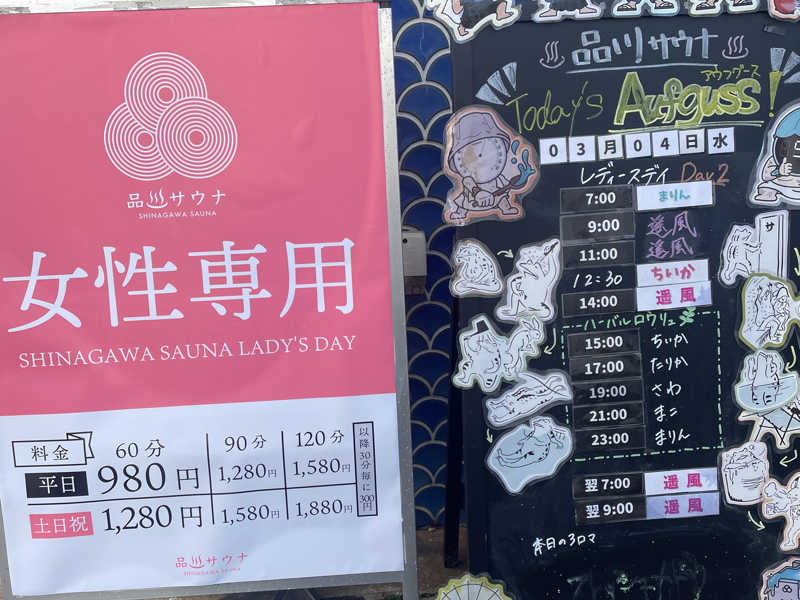 品川サウナ
SHINAGAWA SAUNA
女性専用
SHINAGAWA SAUNA LADY'S DAY
料金 60分 90分 120分
平日 980円 1,280円 1,580円
土日祝 1,280円 1,580円 1,880円
以降30分毎に300円
品川サウナ
SHINAGAWA SAUNA
品川サウナ
アウフグース
Today's Aufguss!
03月04日水
レディースデイ Day2
7:00 まりん
9:00 遥風
11:00 遥風
12:30 ちいか
14:00 遥風
ハーバルロウリュ
15:00 ちいか
17:00 たりか
19:00 さわ
21:00 まこ
23:00 まりん
翌7:00 遥風
翌9:00 遥風
サ